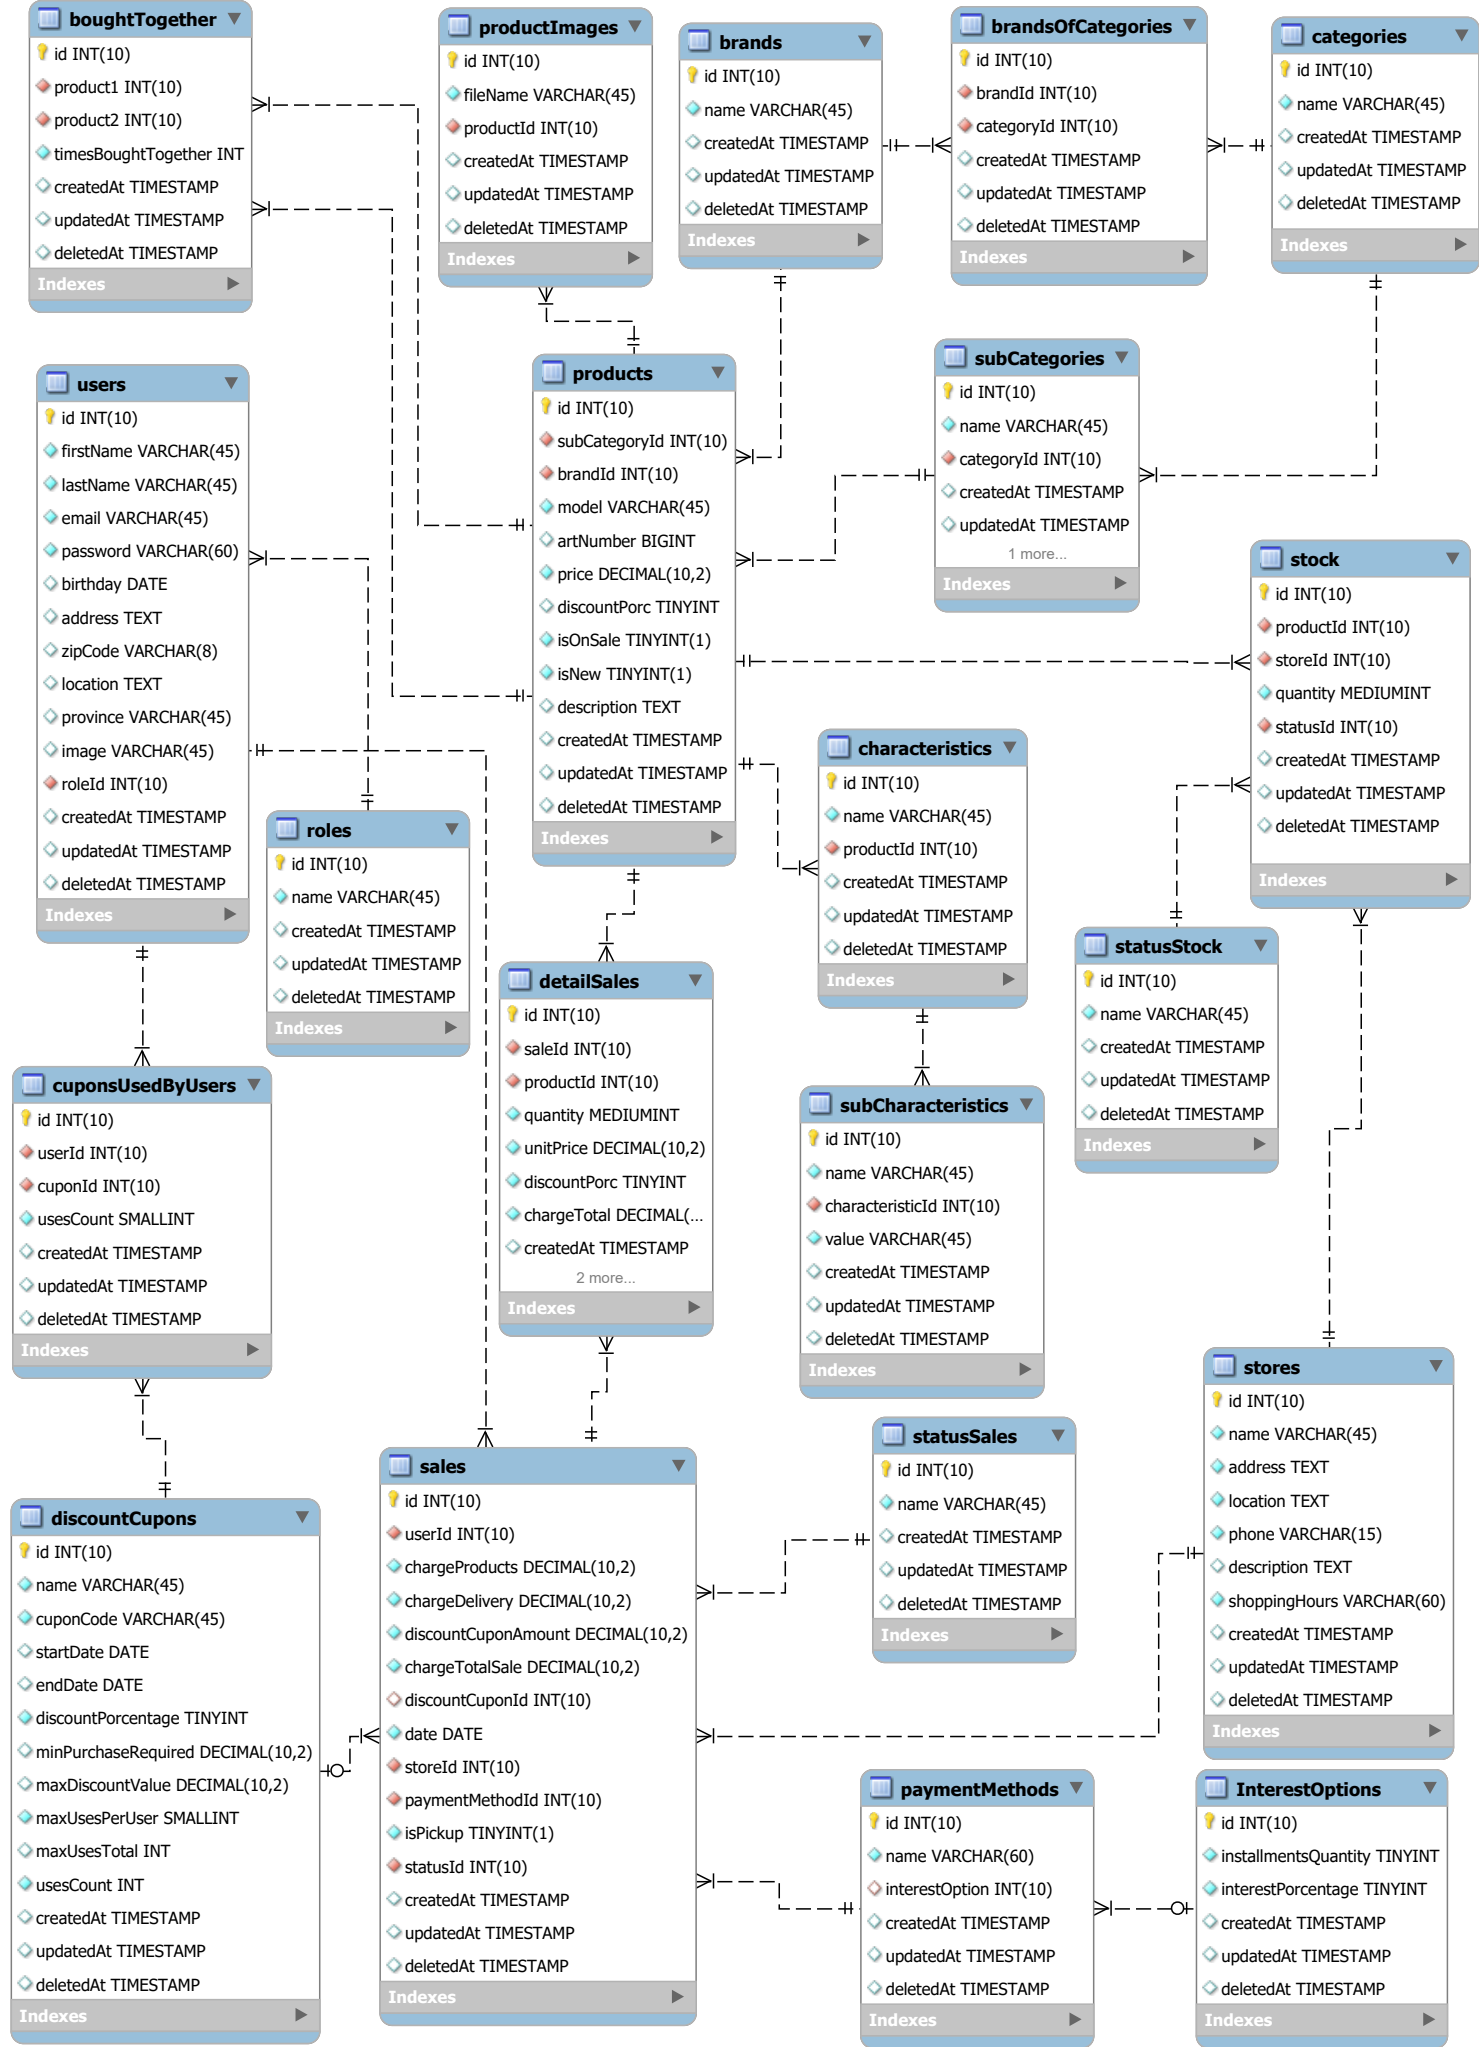 boughtTogether
id INT(10)
product1 INT(10)
product2 INT(10)
timesBoughtTogether INT
createdAt TIMESTAMP
updatedAt TIMESTAMP
deletedAt TIMESTAMP
Indexes
productImages
id INT(10)
fileName VARCHAR(45)
productId INT(10)
createdAt TIMESTAMP
updatedAt TIMESTAMP
deletedAt TIMESTAMP
Indexes
brands
id INT(10)
name VARCHAR(45)
createdAt TIMESTAMP
updatedAt TIMESTAMP
deletedAt TIMESTAMP
Indexes
brandsOfCategories
id INT(10)
brandId INT(10)
categoryId INT(10)
createdAt TIMESTAMP
updatedAt TIMESTAMP
deletedAt TIMESTAMP
Indexes
categories
id INT(10)
name VARCHAR(45)
createdAt TIMESTAMP
updatedAt TIMESTAMP
deletedAt TIMESTAMP
Indexes
users
id INT(10)
firstName VARCHAR(45)
lastName VARCHAR(45)
email VARCHAR(45)
password VARCHAR(60)
birthday DATE
address TEXT
zipCode VARCHAR(8)
location TEXT
province VARCHAR(45)
image VARCHAR(45)
roleId INT(10)
createdAt TIMESTAMP
updatedAt TIMESTAMP
deletedAt TIMESTAMP
Indexes
products
id INT(10)
subCategoryId INT(10)
brandId INT(10)
model VARCHAR(45)
artNumber BIGINT
price DECIMAL(10,2)
discountPorc TINYINT
isOnSale TINYINT(1)
isNew TINYINT(1)
description TEXT
createdAt TIMESTAMP
updatedAt TIMESTAMP
deletedAt TIMESTAMP
Indexes
subCategories
id INT(10)
name VARCHAR(45)
categoryId INT(10)
createdAt TIMESTAMP
updatedAt TIMESTAMP
1 more...
Indexes
stock
id INT(10)
productId INT(10)
storeId INT(10)
quantity MEDIUMINT
statusId INT(10)
createdAt TIMESTAMP
updatedAt TIMESTAMP
deletedAt TIMESTAMP
Indexes
roles
id INT(10)
name VARCHAR(45)
createdAt TIMESTAMP
updatedAt TIMESTAMP
deletedAt TIMESTAMP
Indexes
characteristics
id INT(10)
name VARCHAR(45)
productId INT(10)
createdAt TIMESTAMP
updatedAt TIMESTAMP
deletedAt TIMESTAMP
Indexes
statusStock
id INT(10)
name VARCHAR(45)
createdAt TIMESTAMP
updatedAt TIMESTAMP
deletedAt TIMESTAMP
Indexes
detailSales
id INT(10)
saleId INT(10)
productId INT(10)
quantity MEDIUMINT
unitPrice DECIMAL(10,2)
discountPorc TINYINT
chargeTotal DECIMAL(...
createdAt TIMESTAMP
2 more...
Indexes
cuponsUsedByUsers
id INT(10)
userId INT(10)
cuponId INT(10)
usesCount SMALLINT
createdAt TIMESTAMP
updatedAt TIMESTAMP
deletedAt TIMESTAMP
Indexes
subCharacteristics
id INT(10)
name VARCHAR(45)
characteristicId INT(10)
value VARCHAR(45)
createdAt TIMESTAMP
updatedAt TIMESTAMP
deletedAt TIMESTAMP
Indexes
stores
id INT(10)
name VARCHAR(45)
address TEXT
location TEXT
phone VARCHAR(15)
description TEXT
shoppingHours VARCHAR(60)
createdAt TIMESTAMP
updatedAt TIMESTAMP
deletedAt TIMESTAMP
Indexes
statusSales
id INT(10)
name VARCHAR(45)
createdAt TIMESTAMP
updatedAt TIMESTAMP
deletedAt TIMESTAMP
Indexes
sales
id INT(10)
userId INT(10)
chargeProducts DECIMAL(10,2)
chargeDelivery DECIMAL(10,2)
discountCuponAmount DECIMAL(10,2)
chargeTotalSale DECIMAL(10,2)
discountCuponId INT(10)
date DATE
storeId INT(10)
paymentMethodId INT(10)
isPickup TINYINT(1)
statusId INT(10)
createdAt TIMESTAMP
updatedAt TIMESTAMP
deletedAt TIMESTAMP
Indexes
discountCupons
id INT(10)
name VARCHAR(45)
cuponCode VARCHAR(45)
startDate DATE
endDate DATE
discountPorcentage TINYINT
minPurchaseRequired DECIMAL(10,2)
maxDiscountValue DECIMAL(10,2)
maxUsesPerUser SMALLINT
maxUsesTotal INT
usesCount INT
createdAt TIMESTAMP
updatedAt TIMESTAMP
deletedAt TIMESTAMP
Indexes
paymentMethods
id INT(10)
name VARCHAR(60)
interestOption INT(10)
createdAt TIMESTAMP
updatedAt TIMESTAMP
deletedAt TIMESTAMP
Indexes
InterestOptions
id INT(10)
installmentsQuantity TINYINT
interestPorcentage TINYINT
createdAt TIMESTAMP
updatedAt TIMESTAMP
deletedAt TIMESTAMP
Indexes